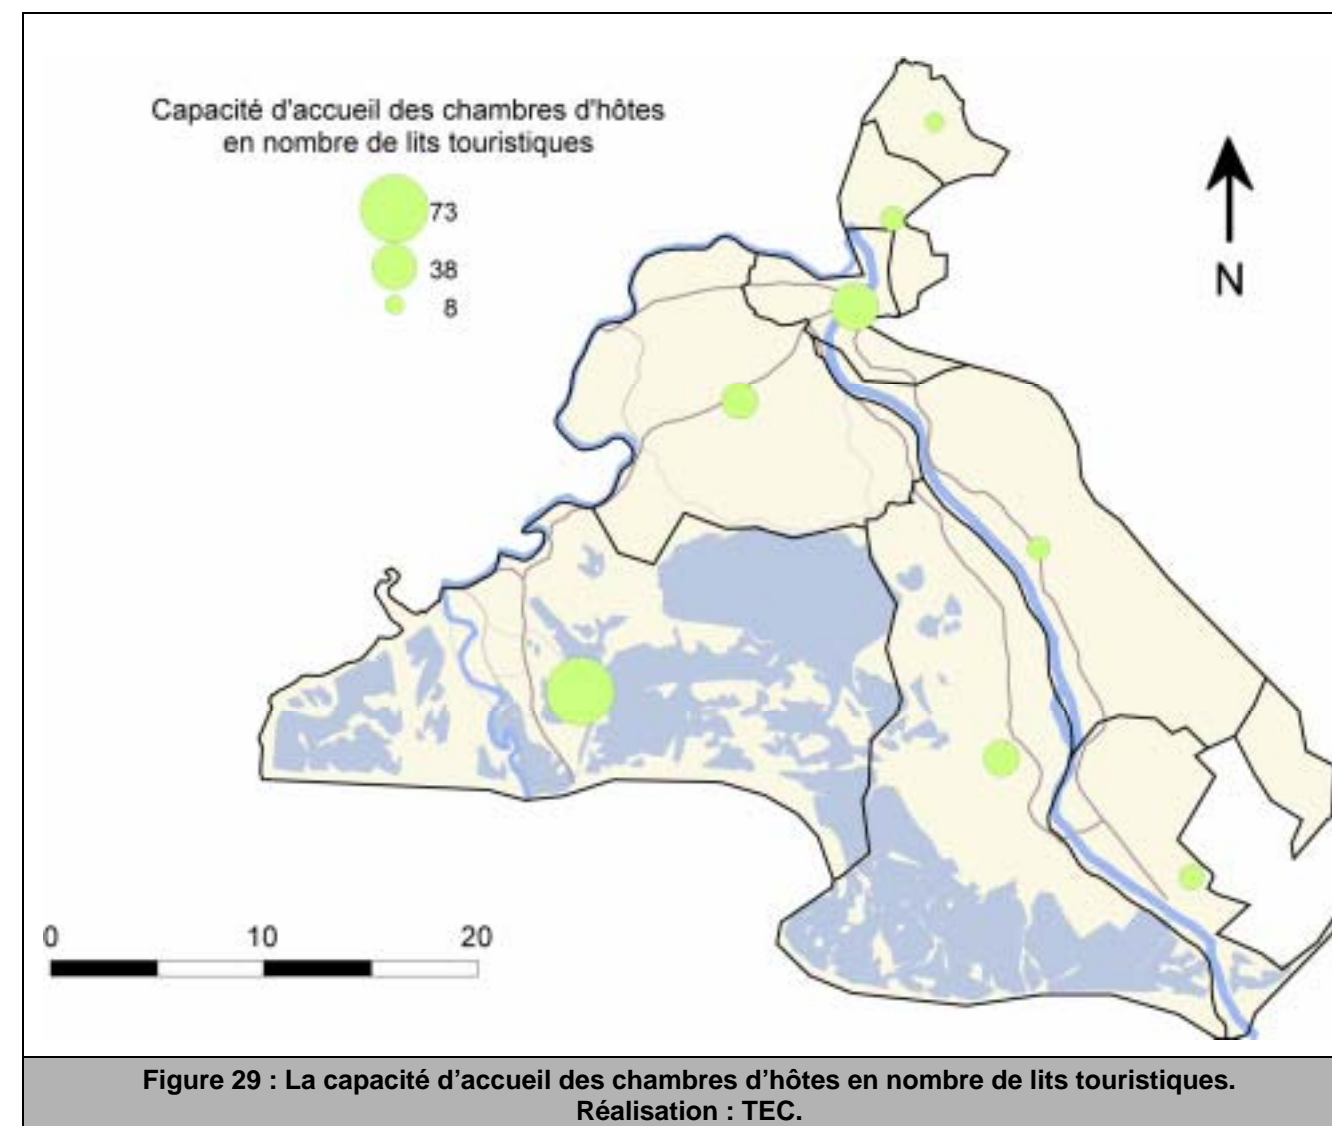 Capacité d'accueil des chambres d'hôtes
en nombre de lits touristiques
73
38
8
N
0 10 20
Figure 29 : La capacité d’accueil des chambres d’hôtes en nombre de lits touristiques.
Réalisation : TEC.